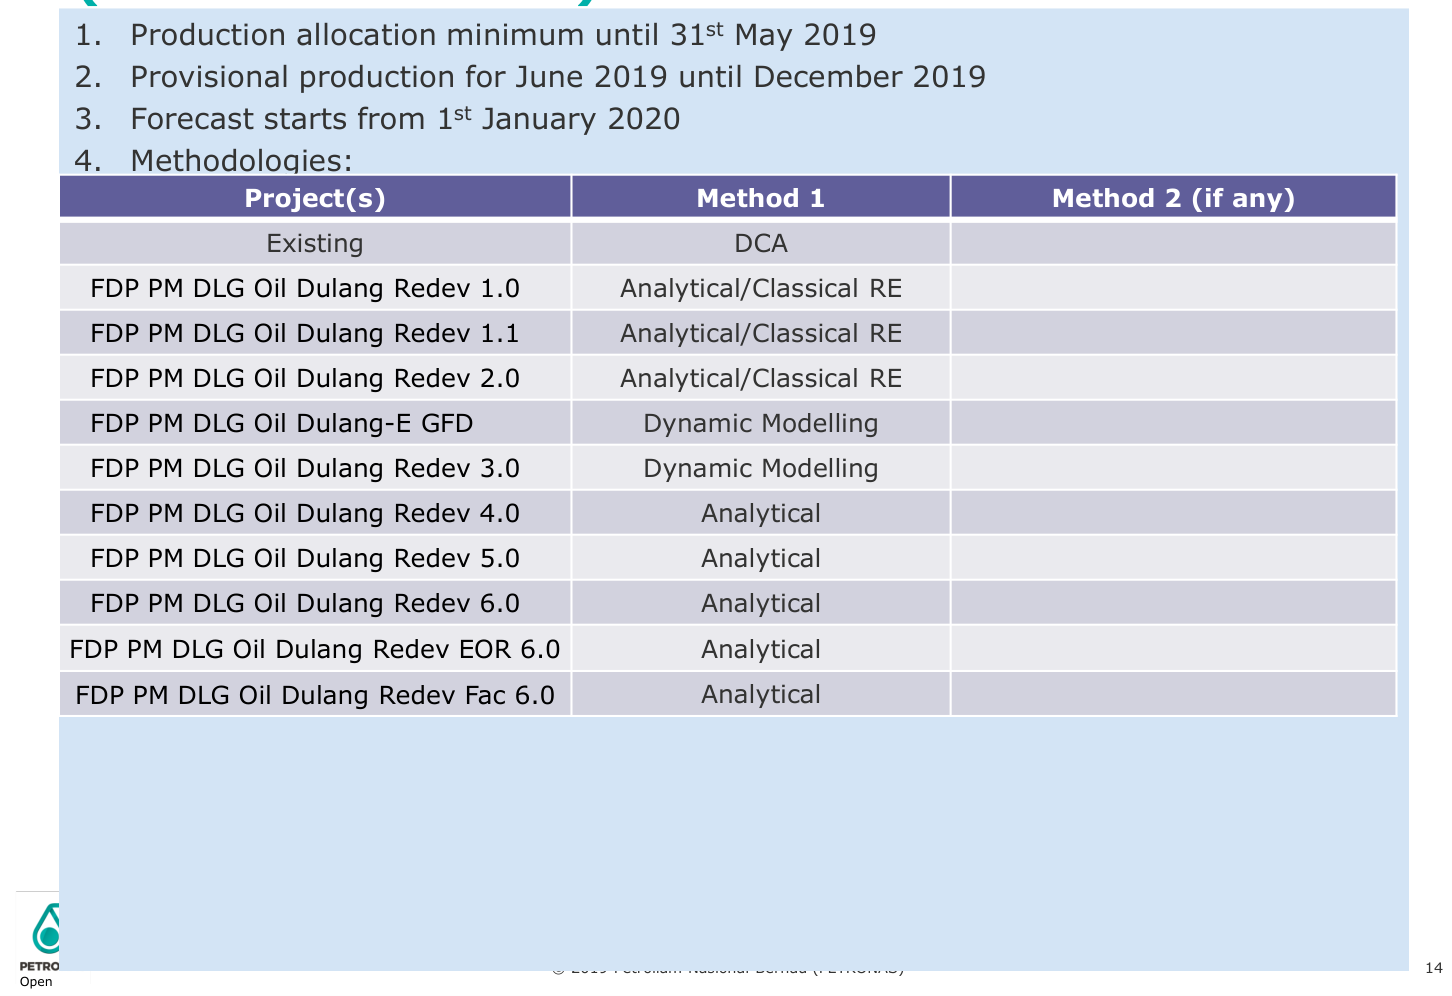 1. Production allocation minimum until 31st May 2019
2. Provisional production for June 2019 until December 2019
3. Forecast starts from 1st January 2020
4. Methodologies:
Project(s) Method 1 Method 2 (if any)
Existing DCA
FDP PM DLG Oil Dulang Redev 1.0 Analytical/Classical RE
FDP PM DLG Oil Dulang Redev 1.1 Analytical/Classical RE
FDP PM DLG Oil Dulang Redev 2.0 Analytical/Classical RE
FDP PM DLG Oil Dulang-E GFD Dynamic Modelling
FDP PM DLG Oil Dulang Redev 3.0 Dynamic Modelling
FDP PM DLG Oil Dulang Redev 4.0 Analytical
FDP PM DLG Oil Dulang Redev 5.0 Analytical
FDP PM DLG Oil Dulang Redev 6.0 Analytical
FDP PM DLG Oil Dulang Redev EOR 6.0 Analytical
FDP PM DLG Oil Dulang Redev Fac 6.0 Analytical
PETRO
© 2019 Petroliam Nasional Berhad (PETRONAS) 14
Open